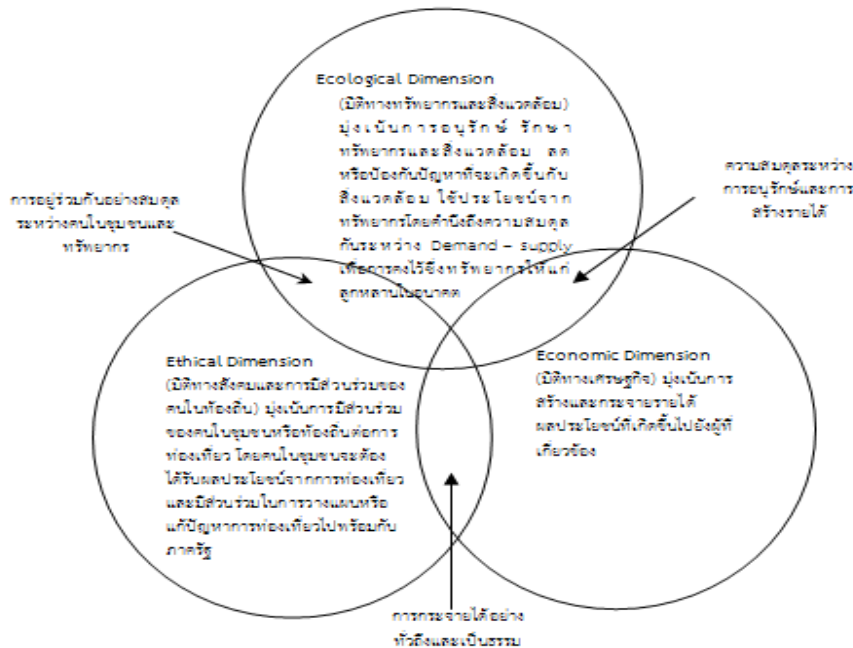 Ecological Dimension
(มิติทางทรัพยากรและสิ่งแวดล้อม)
มุ่งเน้นการอนุรักษ์ รักษา
ทรัพยากรและสิ่งแวดล้อม ลด
หรือป้องกันปัญหาที่จะเกิดขึ้นกับ
สิ่งแวดล้อม ใช้ประโยชน์จาก
ทรัพยากรโดยคำนึงถึงความสมดุล
กันระหว่าง Demand – supply
เพื่อการคงไว้ซึ่งทรัพยากรให้แก่
ลูกหลานในอนาคต
การอยู่ร่วมกันอย่างสมดุล
ระหว่างคนในชุมชนและ
ทรัพยากร
ความสมดุลระหว่าง
การอนุรักษ์และการ
สร้างรายได้
Ethical Dimension
(มิติทางสังคมและการมีส่วนร่วมของ
คนในท้องถิ่น) มุ่งเน้นการมีส่วนร่วม
ของคนในชุมชนหรือท้องถิ่นต่อการ
ท่องเที่ยว โดยคนในชุมชนจะต้อง
ได้รับผลประโยชน์จากการท่องเที่ยว
และมีส่วนร่วมในการวางแผนหรือ
แก้ปัญหาการท่องเที่ยวไปพร้อมกับ
ภาครัฐ
Economic Dimension
(มิติทางเศรษฐกิจ) มุ่งเน้นการ
สร้างและกระจายรายได้
ผลประโยชน์ที่เกิดขึ้นไปยังผู้ที่
เกี่ยวข้อง
การกระจายได้อย่าง
ทั่วถึงและเป็นธรรม